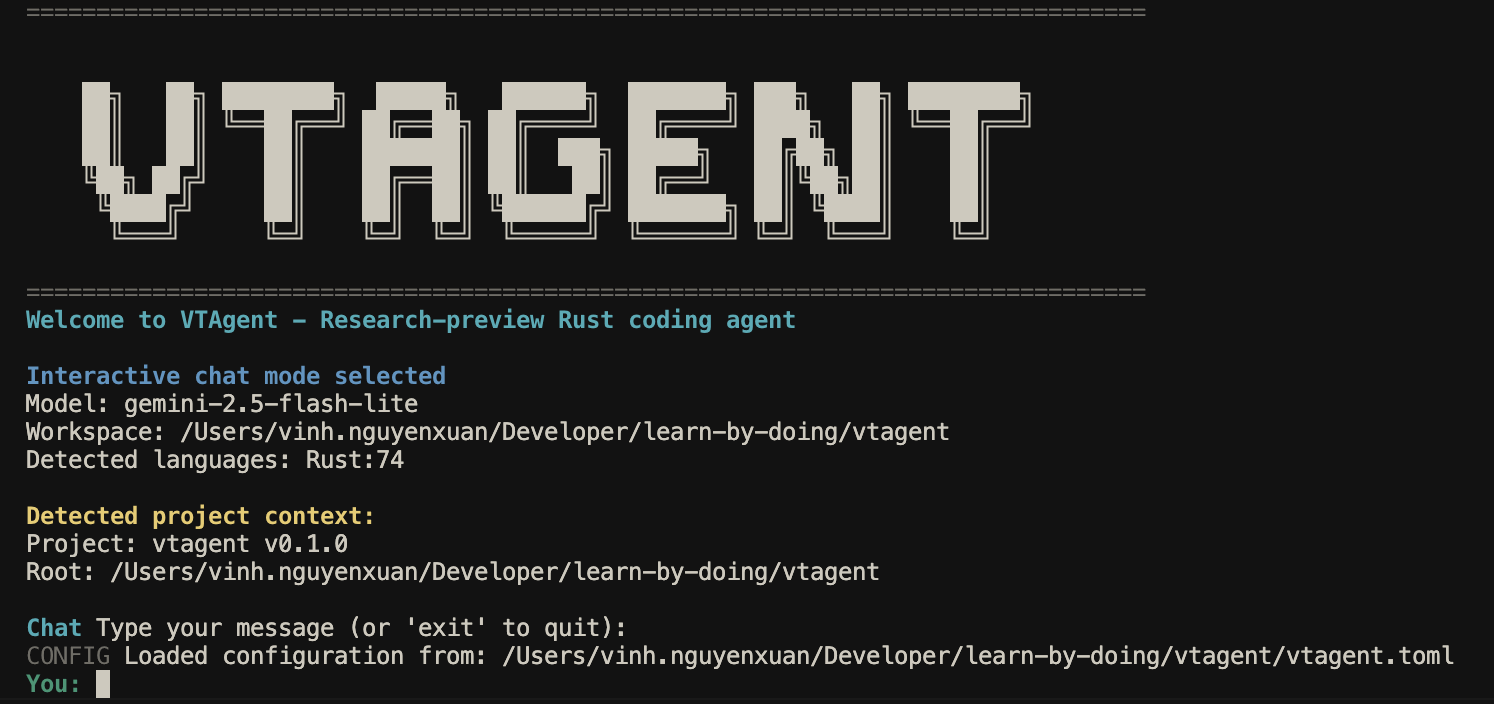 ================================================================================
VTAGENT
================================================================================
Welcome to VTAgent - Research-preview Rust coding agent
Interactive chat mode selected
Model: gemini-2.5-flash-lite
Workspace: /Users/vinh.nguyenxuan/Developer/learn-by-doing/vtagent
Detected languages: Rust:74
Detected project context:
Project: vtagent v0.1.0
Root: /Users/vinh.nguyenxuan/Developer/learn-by-doing/vtagent
Chat Type your message (or 'exit' to quit):
CONFIG Loaded configuration from: /Users/vinh.nguyenxuan/Developer/learn-by-doing/vtagent/vtagent.toml
You: